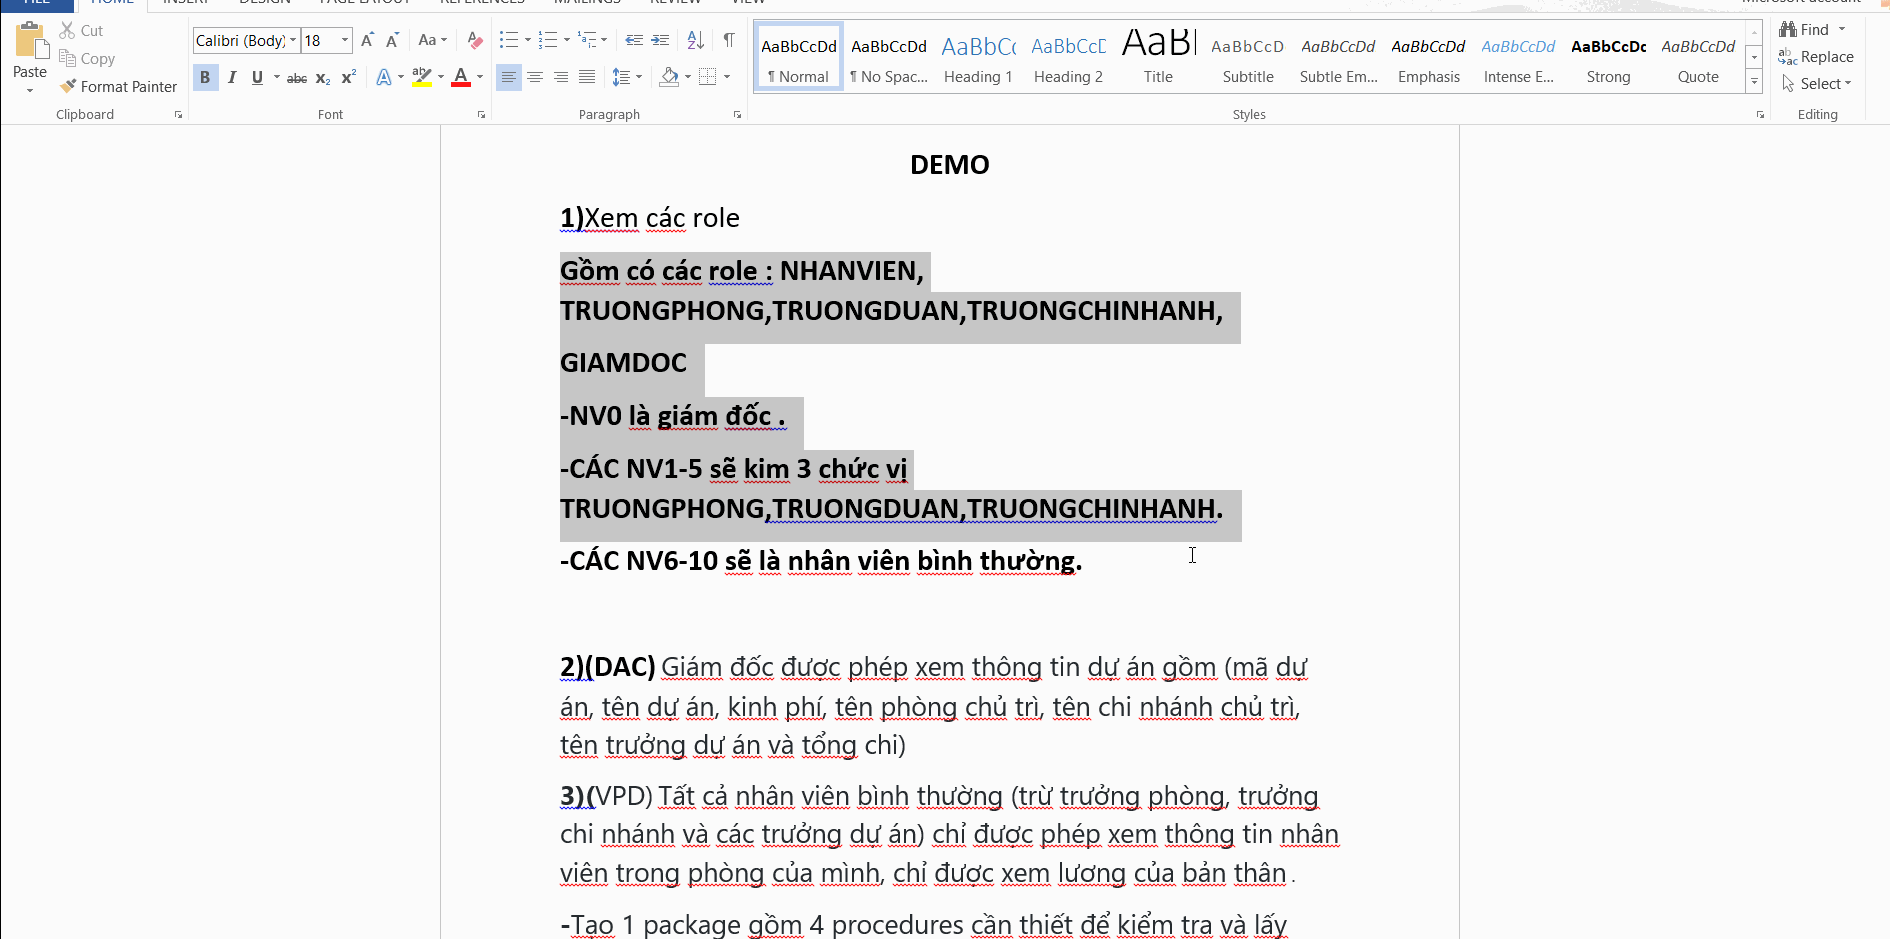 FILE HOME INSERT DESIGN PAGE LAYOUT REFERENCES MAILINGS REVIEW VIEW Microsoft account
Paste
Cut
Copy
Format Painter
Clipboard
Calibri (Body) 18
Font
Paragraph
AaBbCcDd AaBbCcDd AaBbCc AaBbCcD AaBl AaBbCcD AaBbCcDd AaBbCcDd AaBbCcDd AaBbCcDc AaBbCcDd
¶ Normal ¶ No Spac... Heading 1 Heading 2 Title Subtitle Subtle Em... Emphasis Intense E... Strong Quote
Styles
Find
Replace
Select
Editing
DEMO
1)Xem các role
Gồm có các role : NHANVIEN,
TRUONGPHONG,TRUONGDUAN,TRUONGCHINHANH,
GIAMDOC
-NV0 là giám đốc .
-CÁC NV1-5 sẽ kim 3 chức vị
TRUONGPHONG,TRUONGDUAN,TRUONGCHINHANH.
-CÁC NV6-10 sẽ là nhân viên bình thường.
2)(DAC) Giám đốc được phép xem thông tin dự án gồm (mã dự
án, tên dự án, kinh phí, tên phòng chủ trì, tên chi nhánh chủ trì,
tên trưởng dự án và tổng chi)
3)(VPD) Tất cả nhân viên bình thường (trừ trưởng phòng, trưởng
chi nhánh và các trưởng dự án) chỉ được phép xem thông tin nhân
viên trong phòng của mình, chỉ được xem lương của bản thân .
-Tạo 1 package gồm 4 procedures cần thiết để kiểm tra và lấy